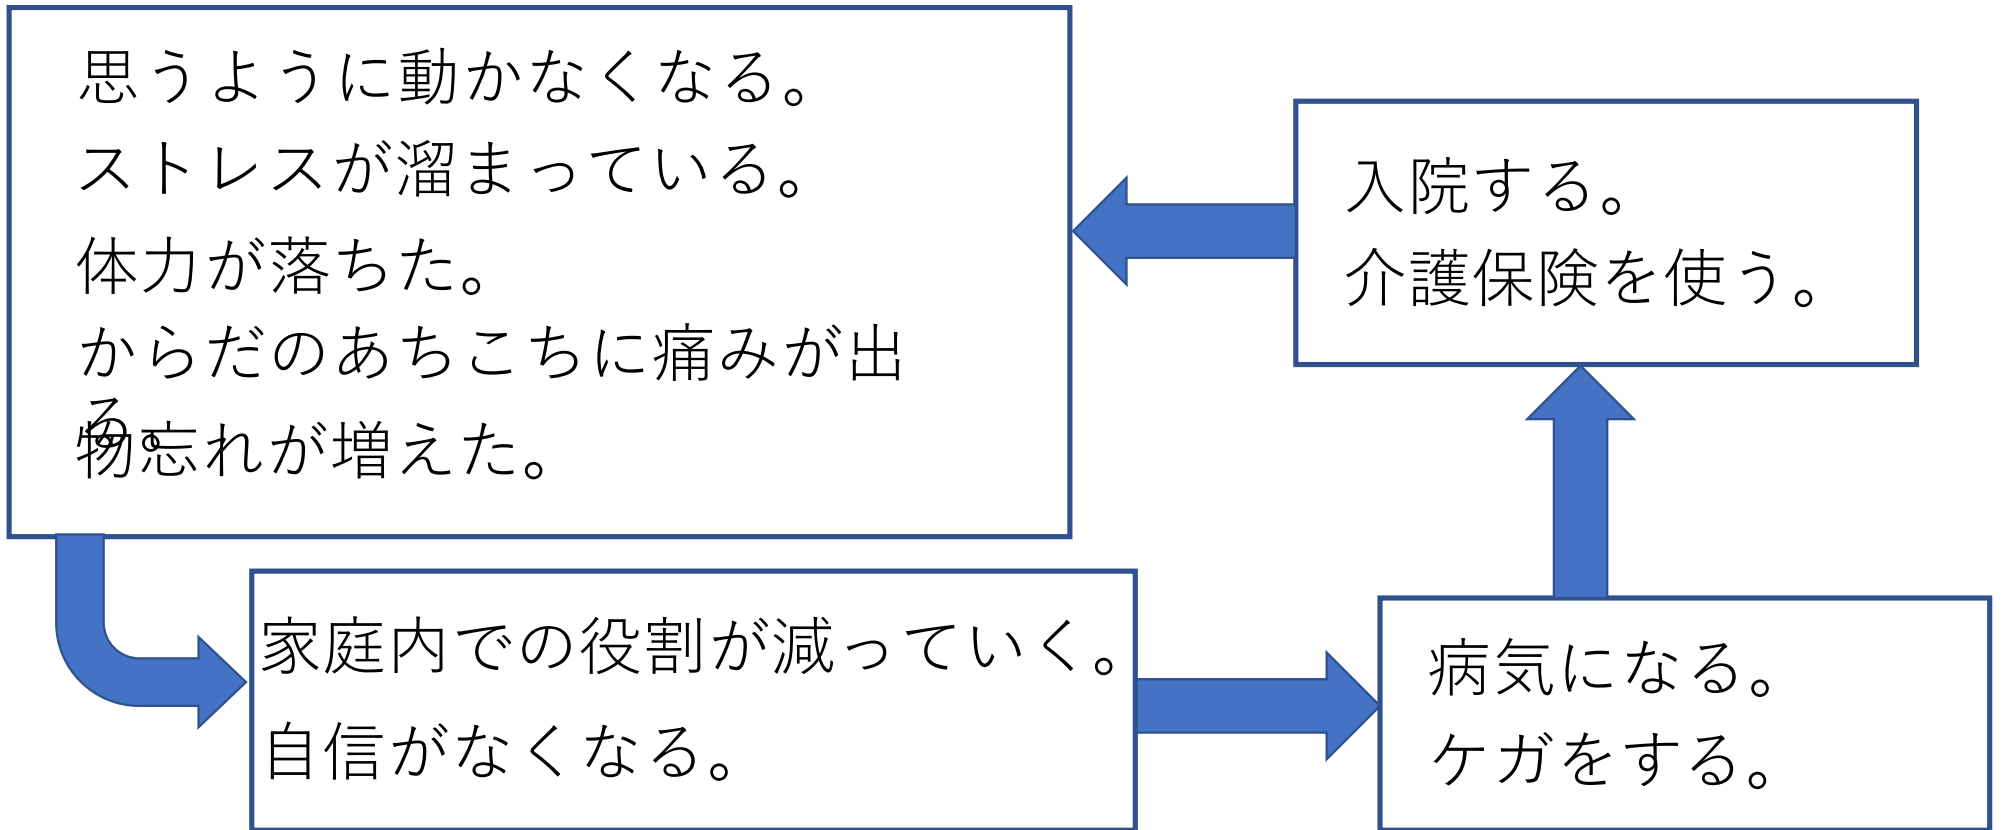 思うように動かなくなる。
ストレスが溜まっている。
体力が落ちた。
からだのあちこちに痛みが出
る。
物忘れが増えた。
入院する。
介護保険を使う。
家庭内での役割が減っていく。
自信がなくなる。
病気になる。
ケガをする。